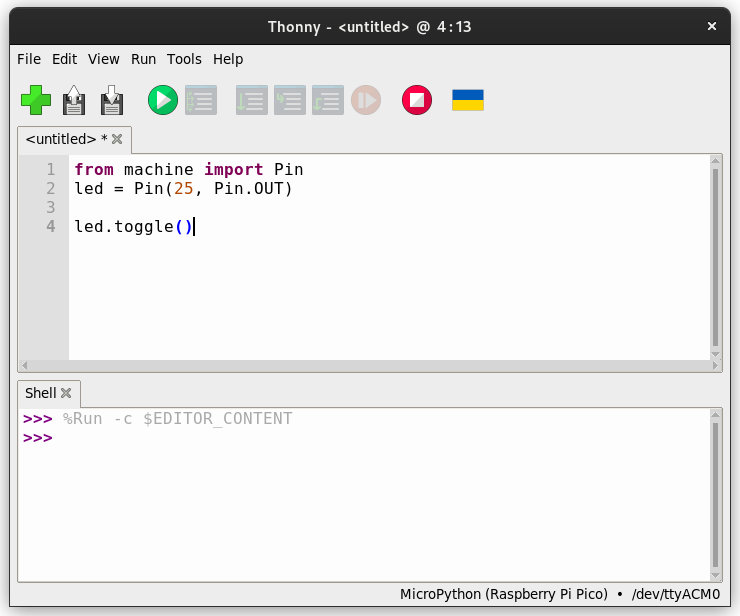 Thonny - <untitled> @ 4:13 ×
File Edit View Run Tools Help
<untitled> *
1 from machine import Pin
2 led = Pin(25, Pin.OUT)
3
4 led.toggle()
Shell
>>> %Run -c $EDITOR_CONTENT
>>>
MicroPython (Raspberry Pi Pico) • /dev/ttyACM0